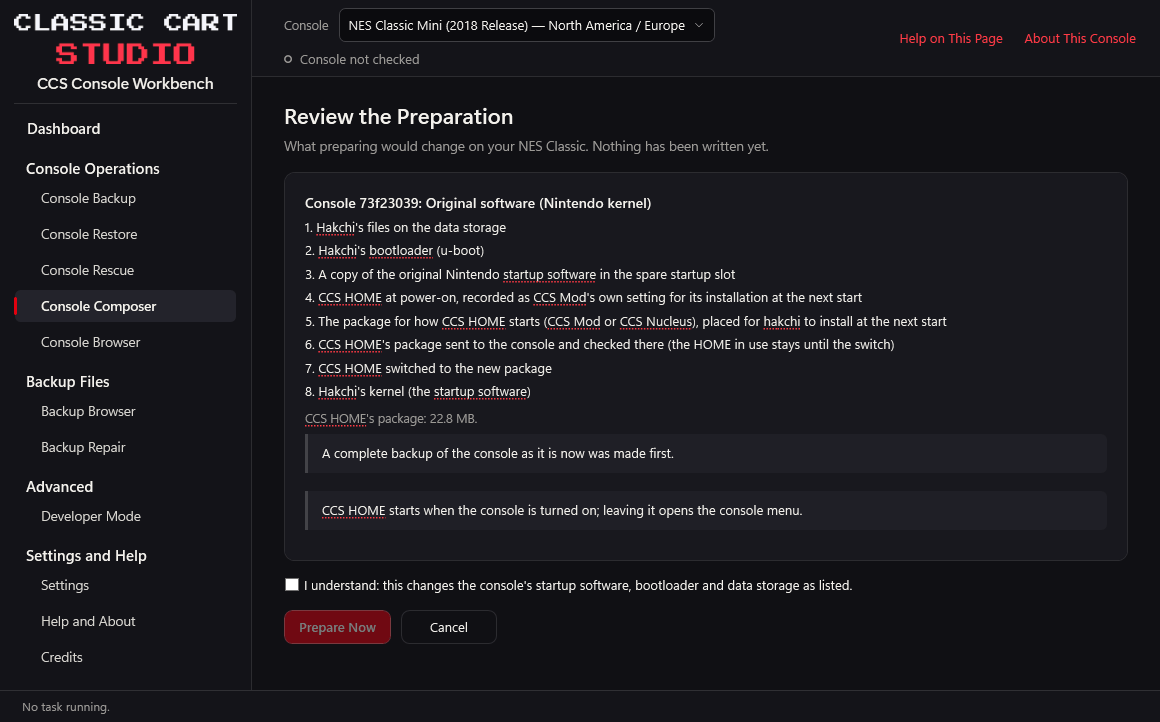 CLASSIC CART
STUDIO
CCS Console Workbench
Dashboard
Console Operations
Console Backup
Console Restore
Console Rescue
Console Composer
Console Browser
Backup Files
Backup Browser
Backup Repair
Advanced
Developer Mode
Settings and Help
Settings
Help and About
Credits
Console
NES Classic Mini (2018 Release) — North America / Europe
Console not checked
Help on This Page
About This Console
Review the Preparation
What preparing would change on your NES Classic. Nothing has been written yet.
Console 73f23039: Original software (Nintendo kernel)
1. Hakchi's files on the data storage
2. Hakchi's bootloader (u-boot)
3. A copy of the original Nintendo startup software in the spare startup slot
4. CCS HOME at power-on, recorded as CCS Mod's own setting for its installation at the next start
5. The package for how CCS HOME starts (CCS Mod or CCS Nucleus), placed for hakchi to install at the next start
6. CCS HOME's package sent to the console and checked there (the HOME in use stays until the switch)
7. CCS HOME switched to the new package
8. Hakchi's kernel (the startup software)
CCS HOME's package: 22.8 MB.
A complete backup of the console as it is now was made first.
CCS HOME starts when the console is turned on; leaving it opens the console menu.
I understand: this changes the console's startup software, bootloader and data storage as listed.
Prepare Now
Cancel
No task running.